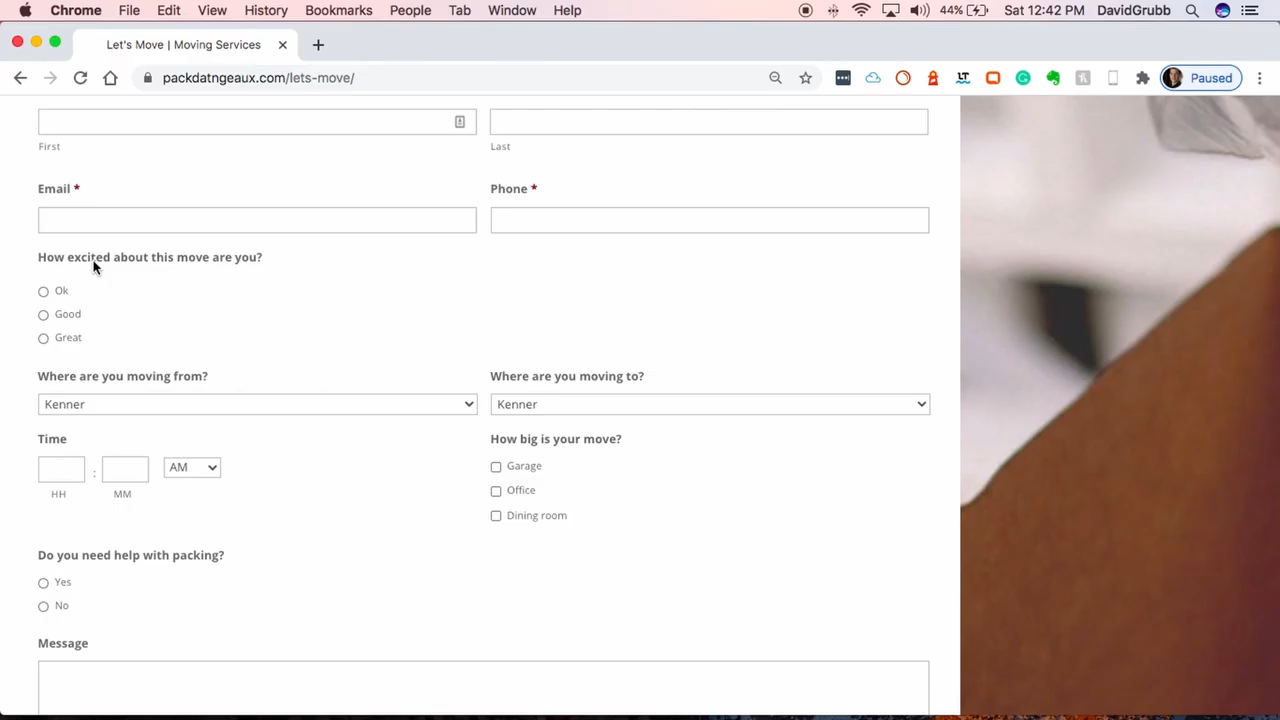 Chrome File Edit View History Bookmarks People Tab Window Help 44% Sat 12:42 PM DavidGrubb
Let's Move | Moving Services
packdatngeaux.com/lets-move/ Paused
First Last
Email * Phone *
How excited about this move are you?
Ok
Good
Great
Where are you moving from? Where are you moving to?
Kenner Kenner
Time How big is your move?
: AM Garage
HH MM Office
Dining room
Do you need help with packing?
Yes
No
Message